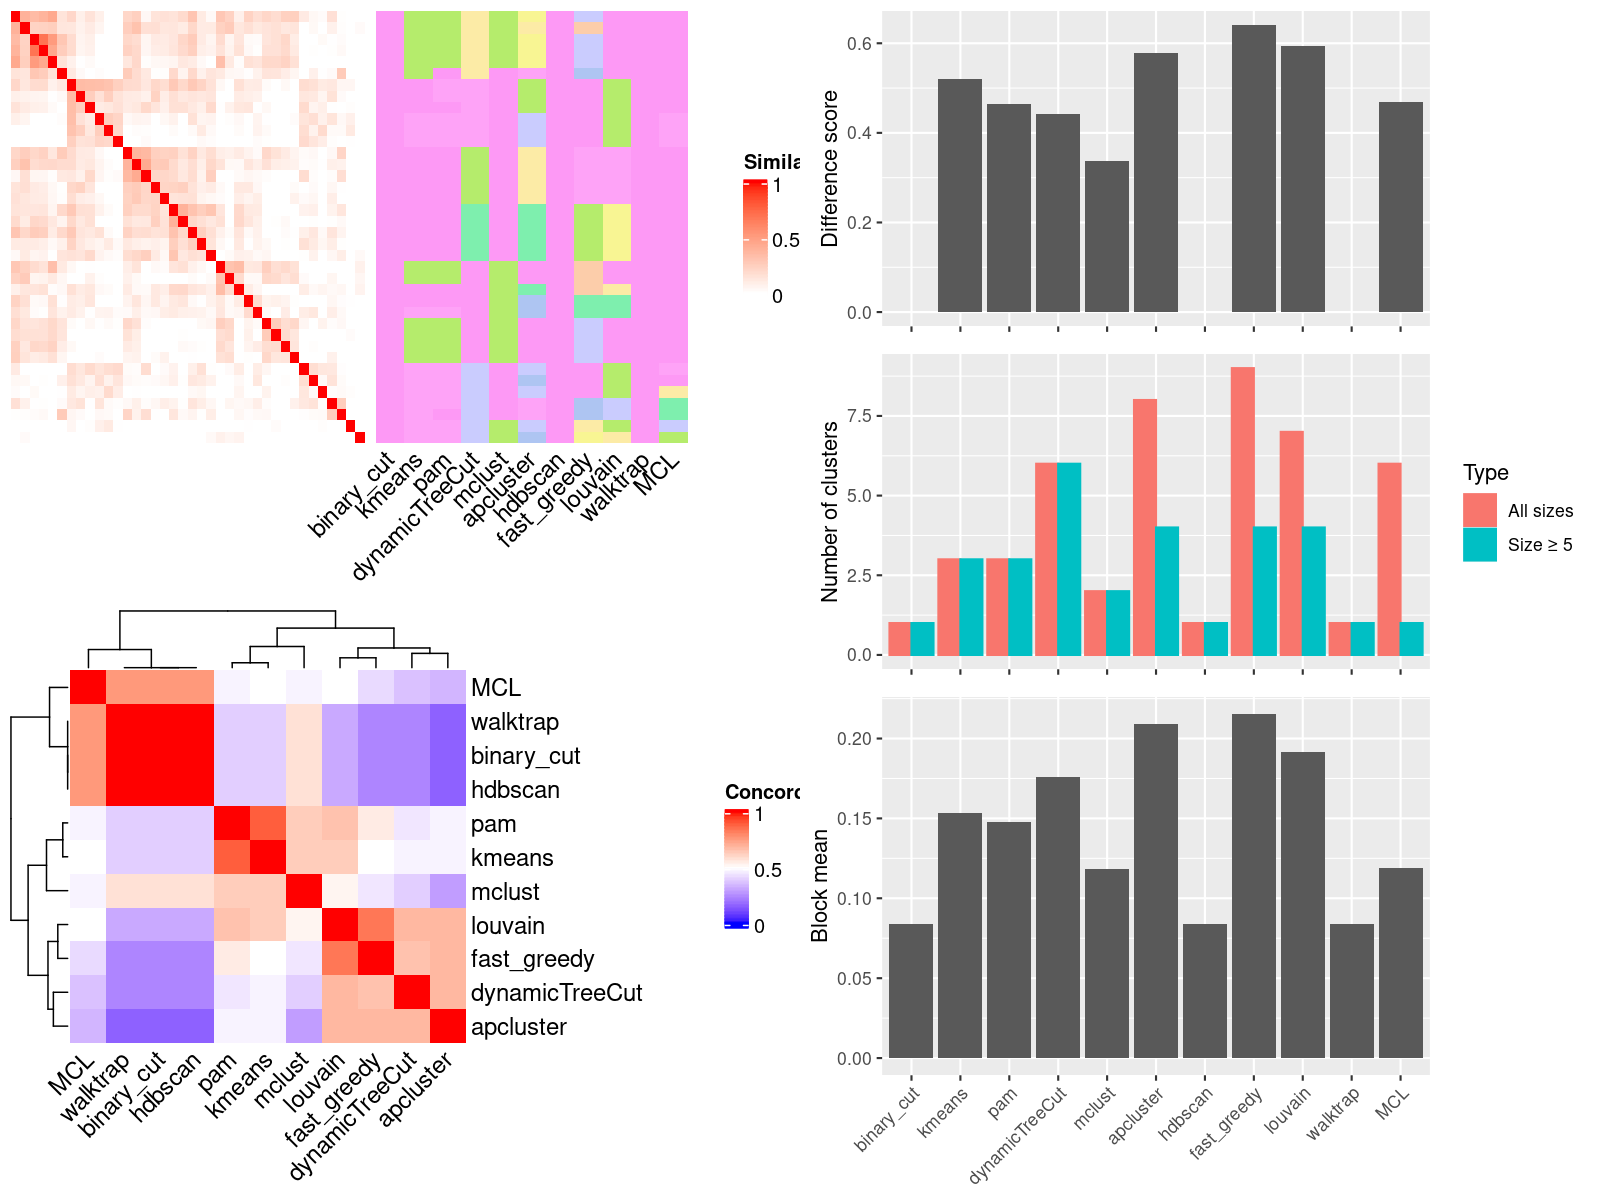 Simila
1
0.5
0
binary_cut
kmeans
pam
dynamicTreeCut
mclust
apcluster
hdbscan
fast_greedy
louvain
walktrap
MCL
MCL
walktrap
binary_cut
hdbscan
pam
kmeans
mclust
louvain
fast_greedy
dynamicTreeCut
apcluster
MCL
walktrap
binary_cut
hdbscan
pam
kmeans
mclust
louvain
fast_greedy
dynamicTreeCut
apcluster
Concord
1
0.5
0
Difference score
0.6
0.4
0.2
0.0
Number of clusters
7.5
5.0
2.5
0.0
Type
All sizes
Size ≥ 5
Block mean
0.20
0.15
0.10
0.05
0.00
binary_cut
kmeans
pam
dynamicTreeCut
mclust
apcluster
hdbscan
fast_greedy
louvain
walktrap
MCL